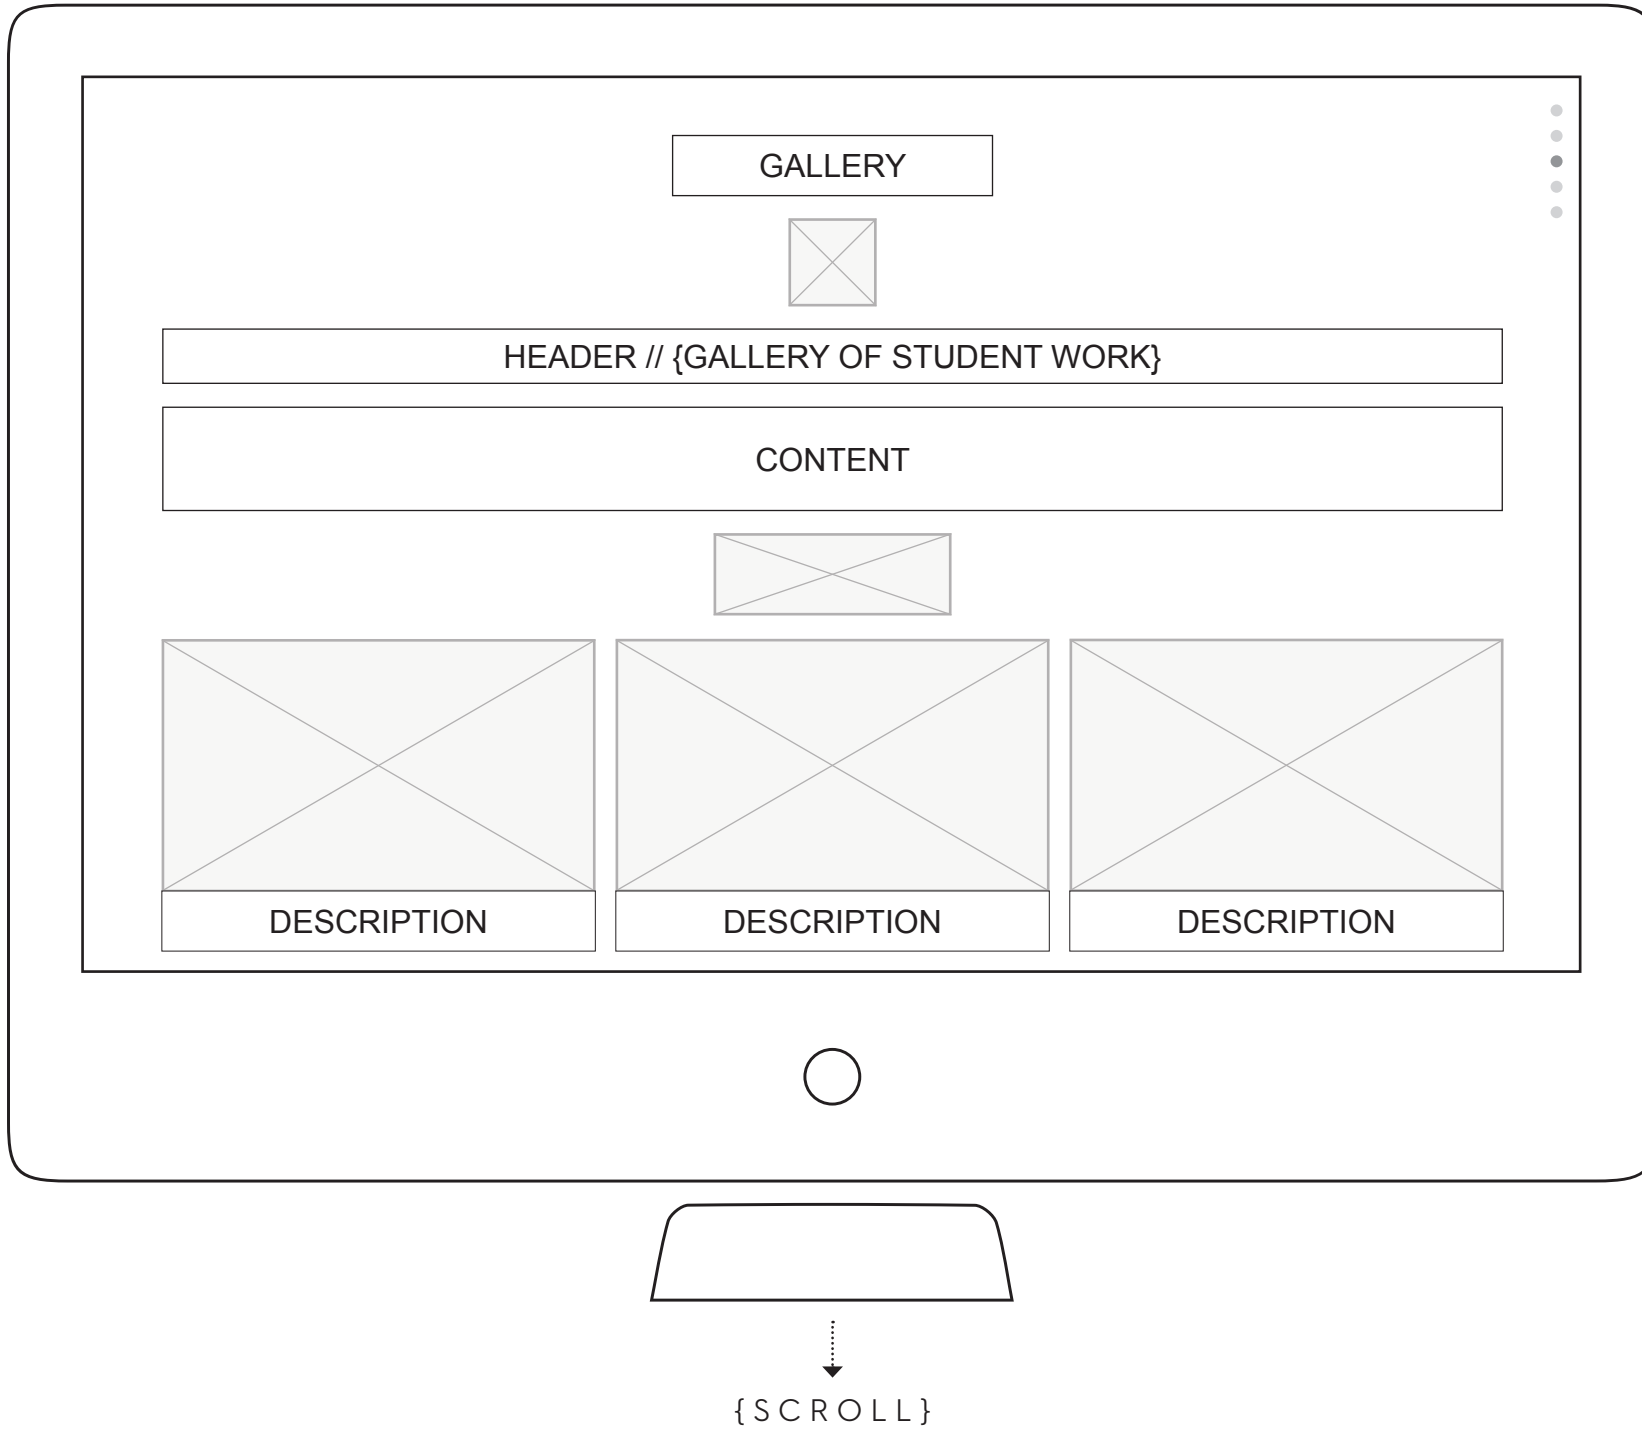 GALLERY
HEADER // {GALLERY OF STUDENT WORK}
CONTENT
DESCRIPTION DESCRIPTION DESCRIPTION
{SCROLL}